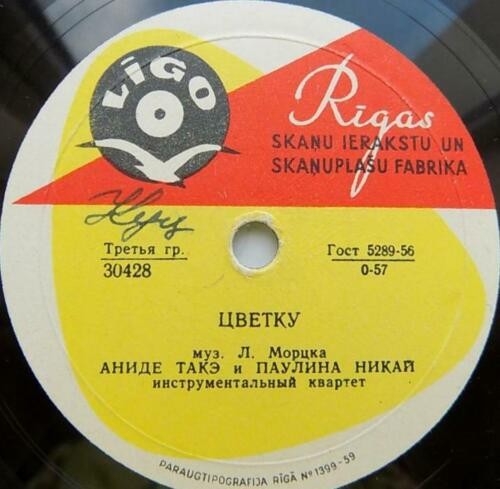 LĪGO
Rīgas
SKAŅU IERAKSTU UN
SKAŅUPLAŠU FABRIKA
Третья гр.
30428
Гост 5289-56
0-57
ЦВЕТКУ
муз. Л. Морцка
АНИДЕ ТАКЭ и ПАУЛИНА НИКАЙ
инструментальный квартет
PARAUGTIPOGRAFIJA RĪGĀ № 1399-59